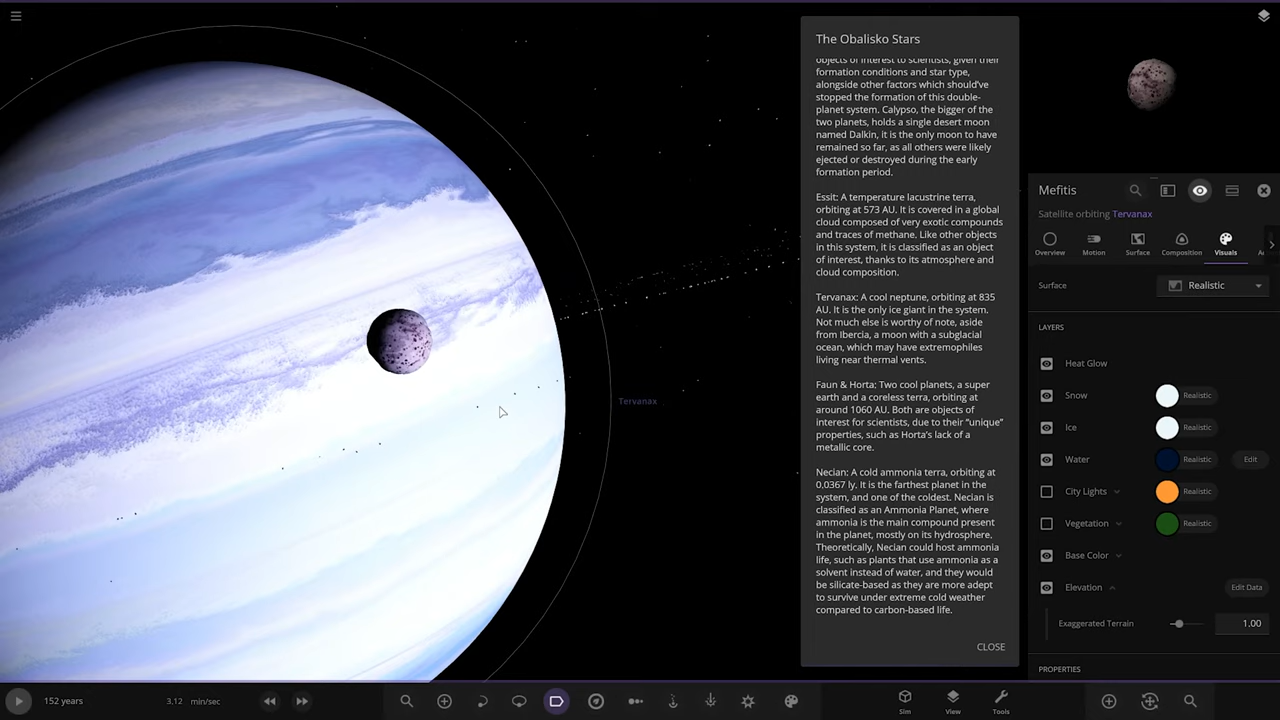 The Obalisko Stars
objects of interest to scientists, given their
formation conditions and star type,
alongside other factors which should've
stopped the formation of this double-
planet system. Calypso, the bigger of the
two planets, holds a single desert moon
named Dalkin, it is the only moon to have
remained so far, as all others were likely
ejected or destroyed during the early
formation period.
Essit: A temperature lacustrine terra,
orbiting at 573 AU. It is covered in a global
cloud composed of very exotic compounds
and traces of methane. Like other objects
in this system, it is classified as an object
of interest, thanks to its atmosphere and
cloud composition.
Tervanax: A cool neptune, orbiting at 835
AU. It is the only ice giant in the system.
Not much else is worthy of note, aside
from Ibercia, a moon with a subglacial
ocean, which may have extremophiles
living near thermal vents.
Faun & Horta: Two cool planets, a super
earth and a coreless terra, orbiting at
around 1060 AU. Both are objects of
interest for scientists, due to their "unique"
properties, such as Horta's lack of a
metallic core.
Necian: A cold ammonia terra, orbiting at
0,0367 ly. It is the farthest planet in the
system, and one of the coldest. Necian is
classified as an Ammonia Planet, where
ammonia is the main compound present
in the planet, mostly on its hydrosphere.
Theoretically, Necian could host ammonia
life, such as plants that use ammonia as a
solvent instead of water, and they would
be silicate-based as they are more adept
to survive under extreme cold weather
compared to carbon-based life.
CLOSE
Tervanax
Mefitis
Satellite orbiting Tervanax
Overview Motion Surface Composition Visuals
Surface Realistic
LAYERS
Heat Glow
Snow Realistic
Ice Realistic
Water Realistic Edit
City Lights Realistic
Vegetation Realistic
Base Color
Elevation Edit Data
Exaggerated Terrain 1.00
PROPERTIES
152 years 3.12 min/sec Sim View Tools